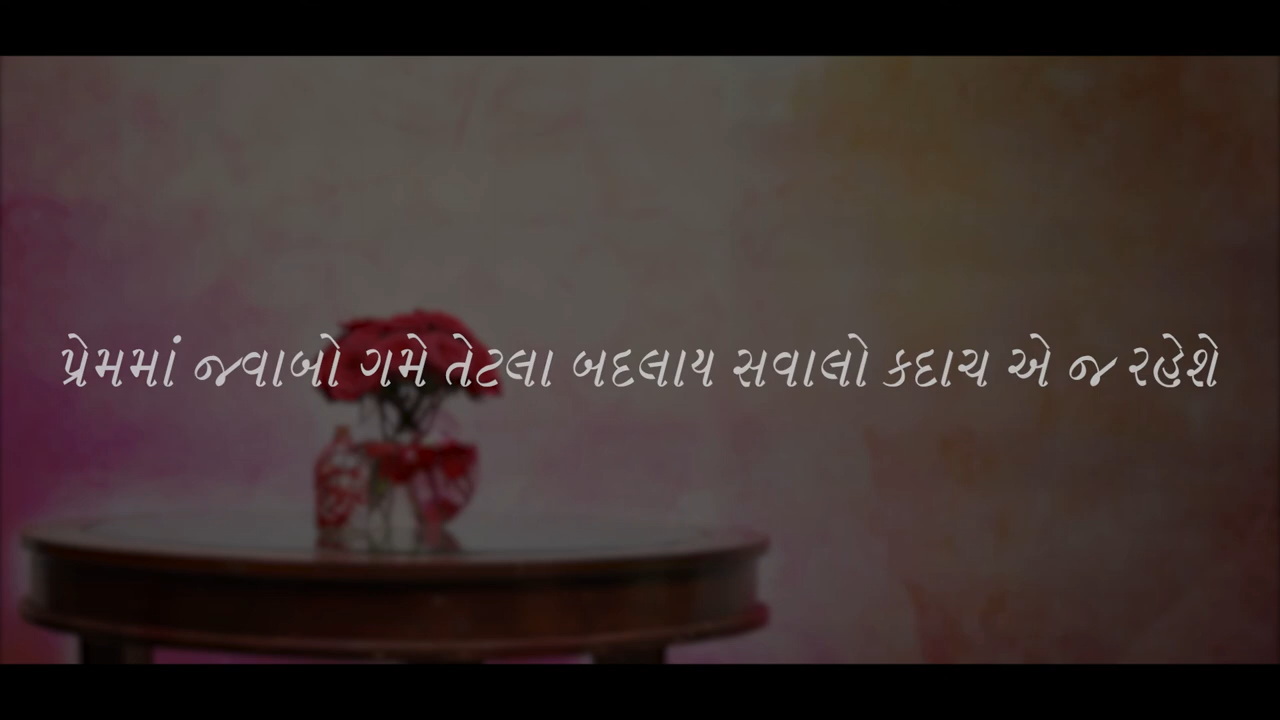 પ્રેમમાં જવાબો ગમે તેટલા બદલાય સવાલો કદાચ એ જ રહેશે